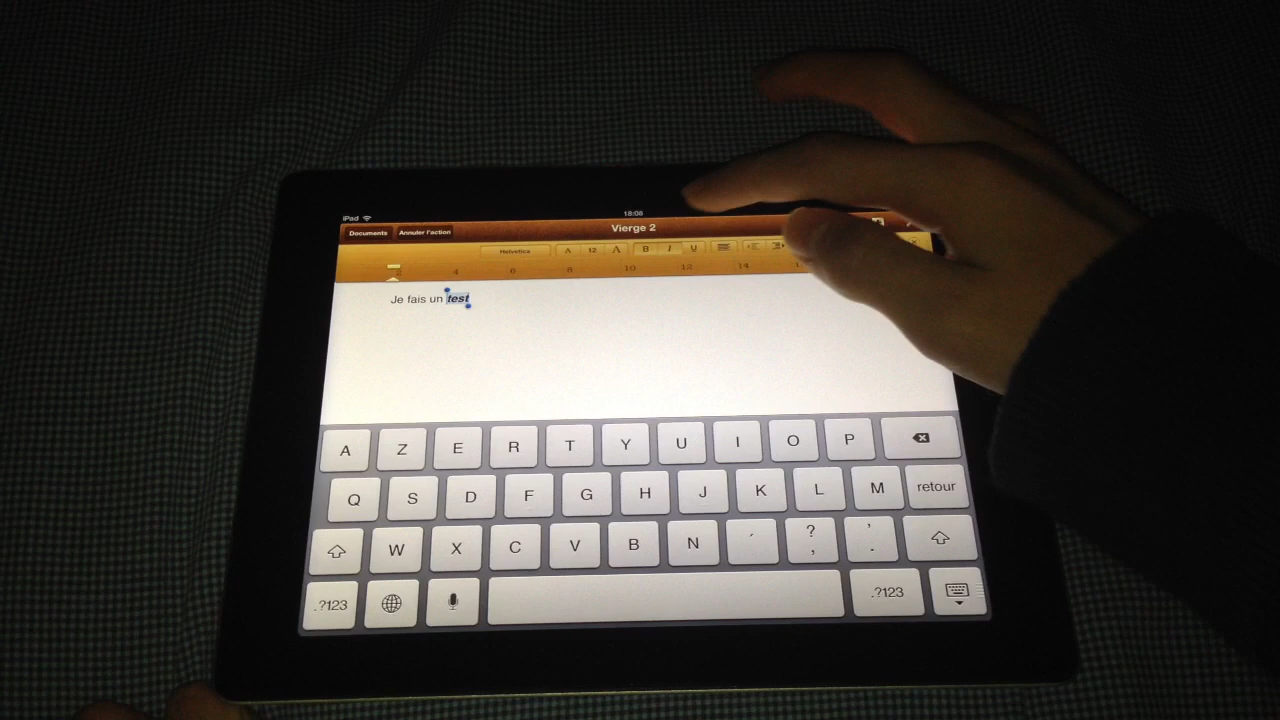 iPad 18:08
Documents Annuler l'action Vierge 2
Helvetica A 12 A B I U
2 4 6 8 10 12 14
Je fais un test
A Z E R T Y U I O P
Q S D F G H J K L M retour
W X C V B N ´ ? , ' .
.?123 .?123